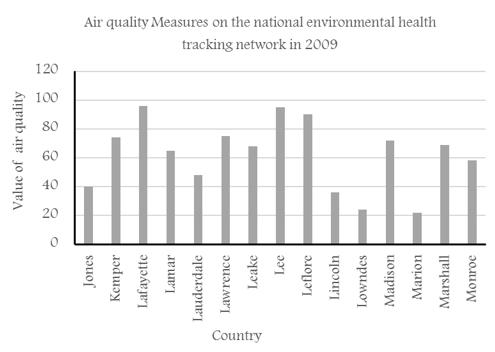 Air quality Measures on the national environmental health
tracking network in 2009
Value of air quality
120
100
80
60
40
20
0
Jones
Kemper
Lafayette
Lamar
Lauderdale
Lawrence
Leake
Lee
Leflore
Lincoln
Lowndes
Madison
Marion
Marshall
Monroe
Country